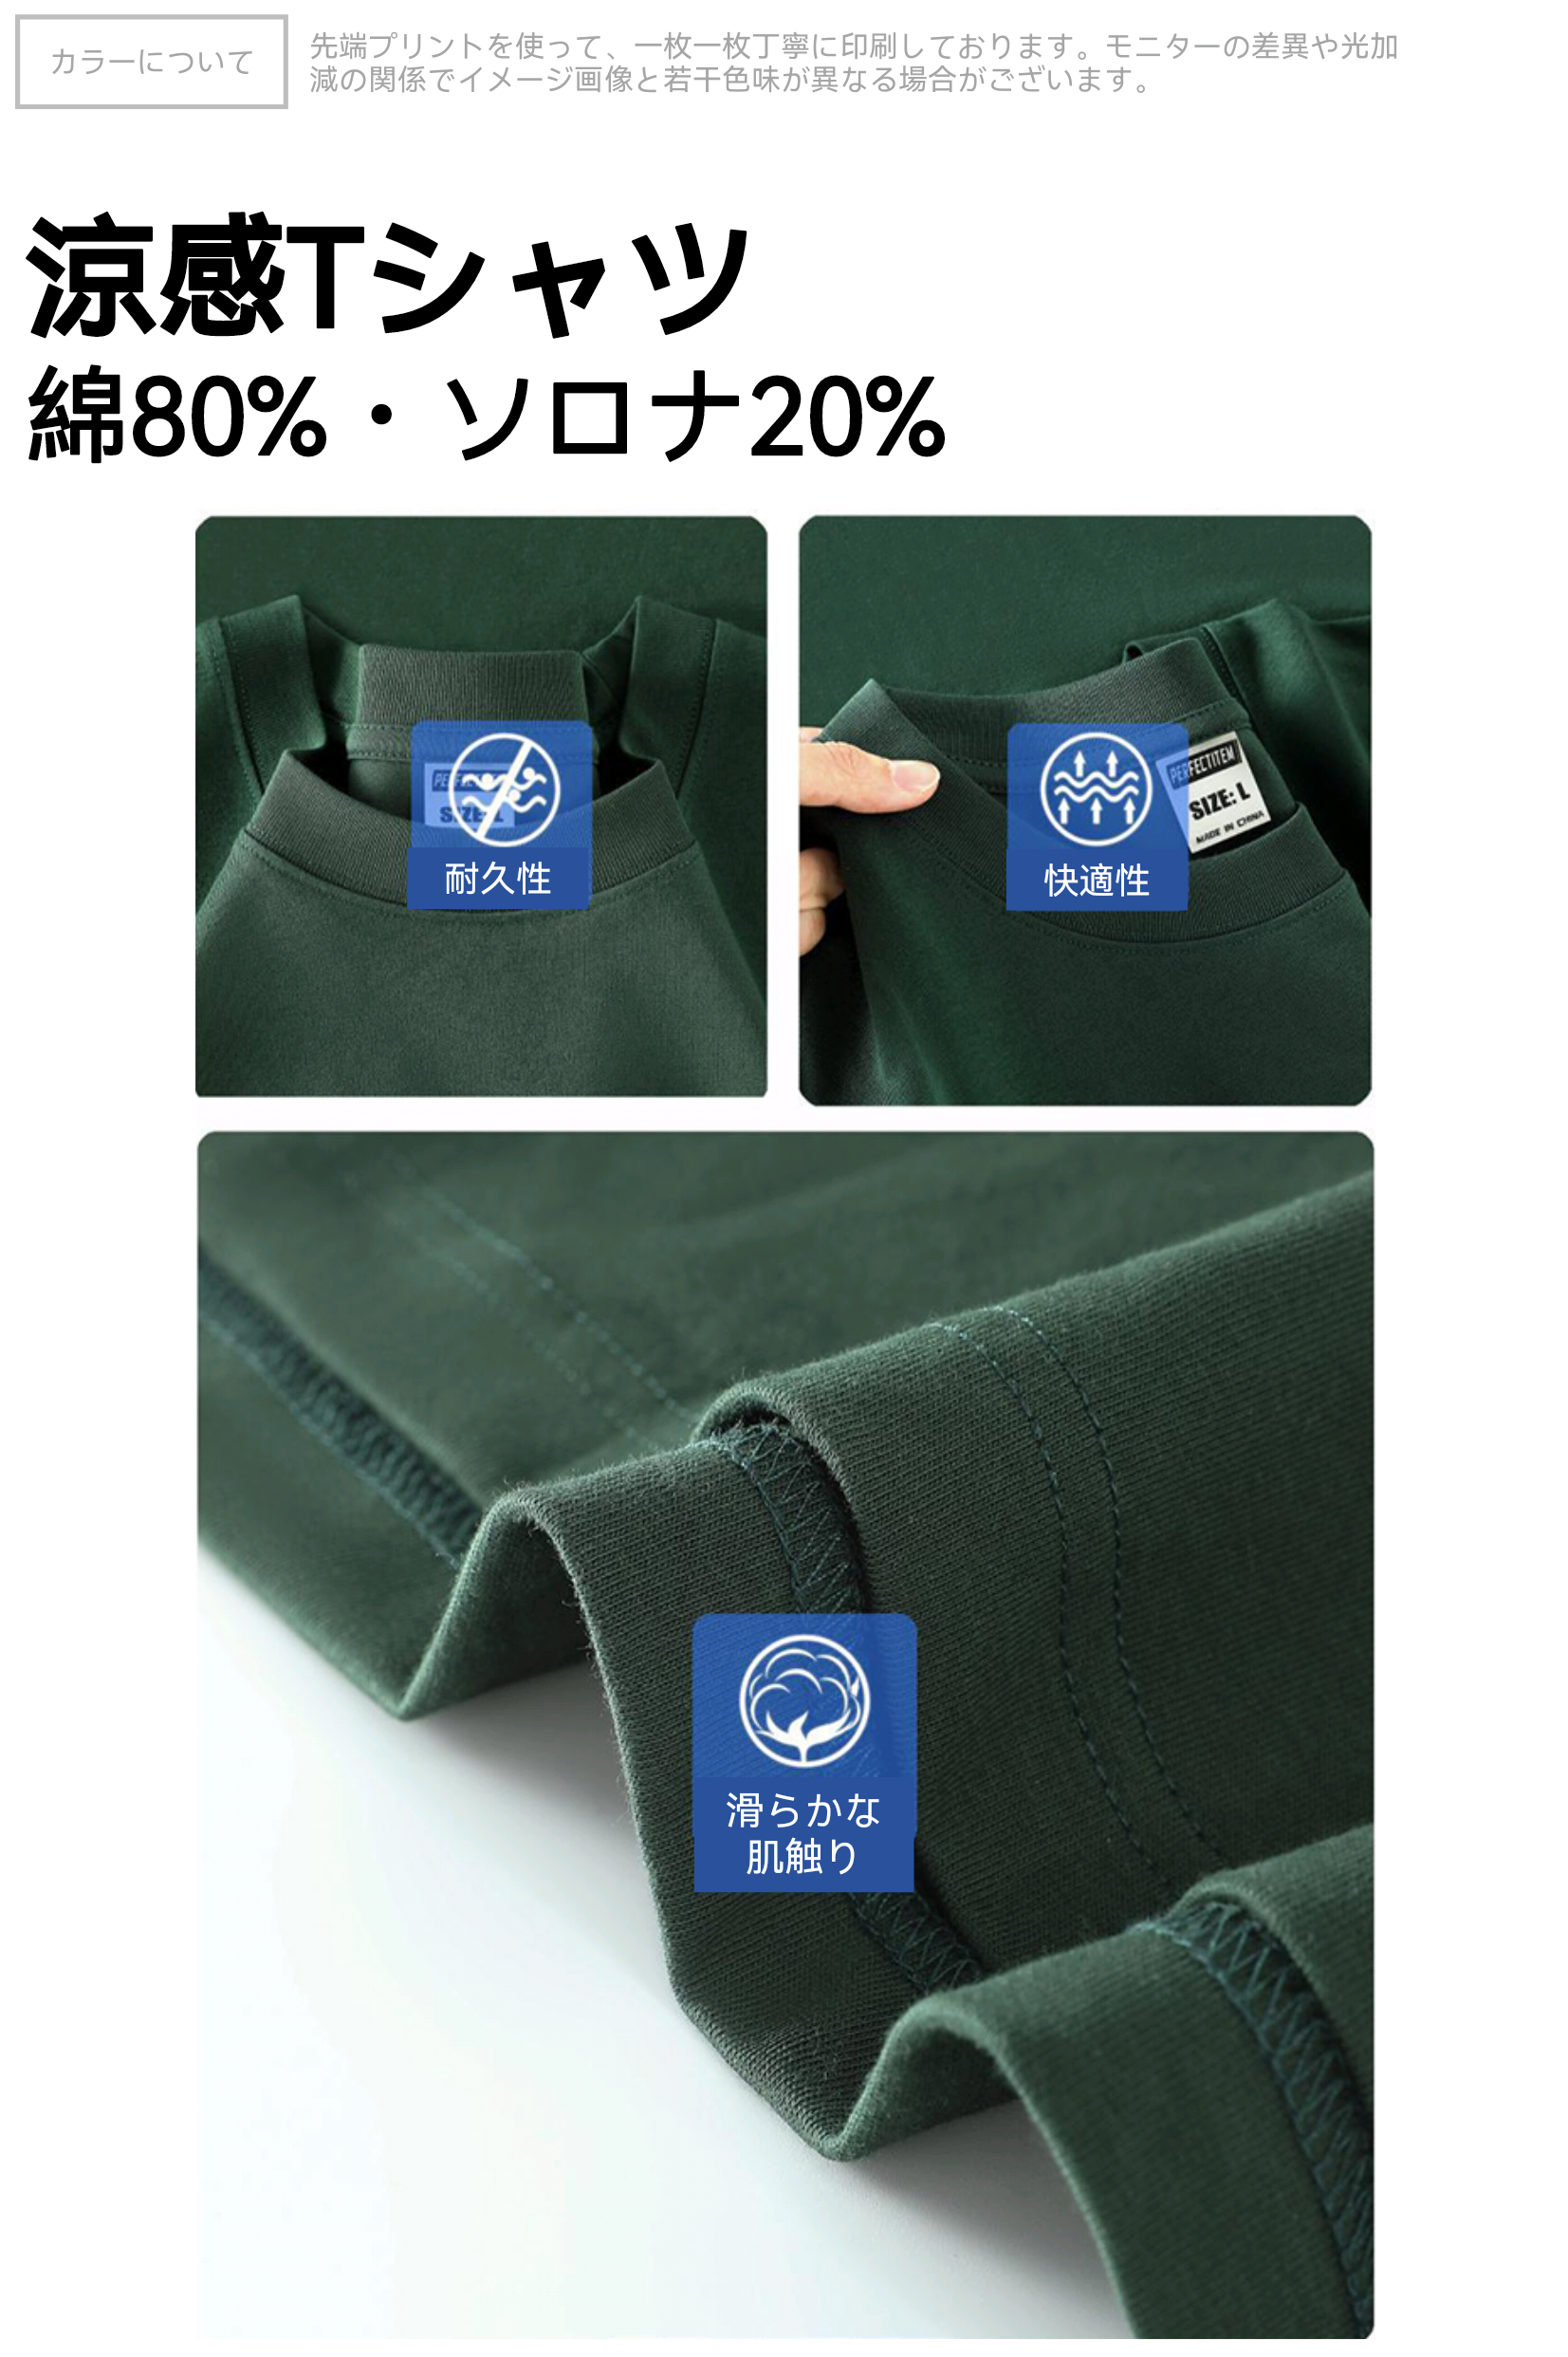 カラーについて
先端プリントを使って、一枚一枚丁寧に印刷しております。モニターの差異や光加
減の関係でイメージ画像と若干色味が異なる場合がございます。
涼感Tシャツ
綿80%・ソロナ20%
SIZE: L
耐久性
PERFECTITEM
SIZE: L
MADE IN CHINA
快適性
滑らかな
肌触り